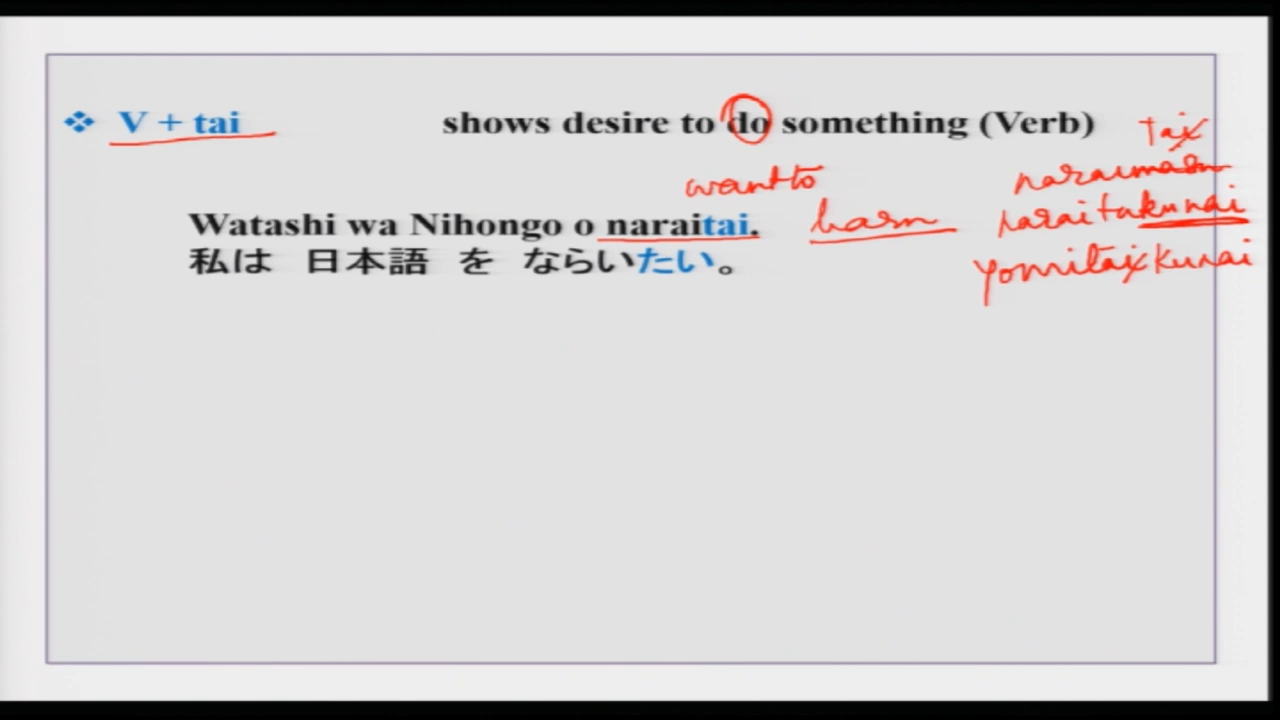 ❖ V + tai shows desire to do something (Verb)
tai
want to
naraimasu
Watashi wa Nihongo o naraitai.
learn
naraitakunai
私は 日本語 を ならいたい。
yomitaikunai